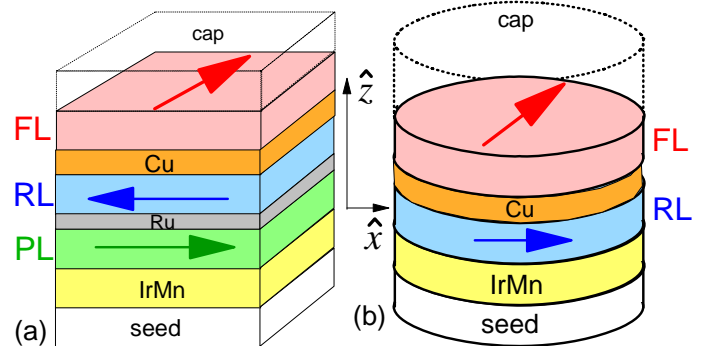 cap
FL
Cu
RL
Ru
PL
IrMn
(a)
seed
ẑ
x̂
cap
FL
Cu
RL
IrMn
(b)
seed